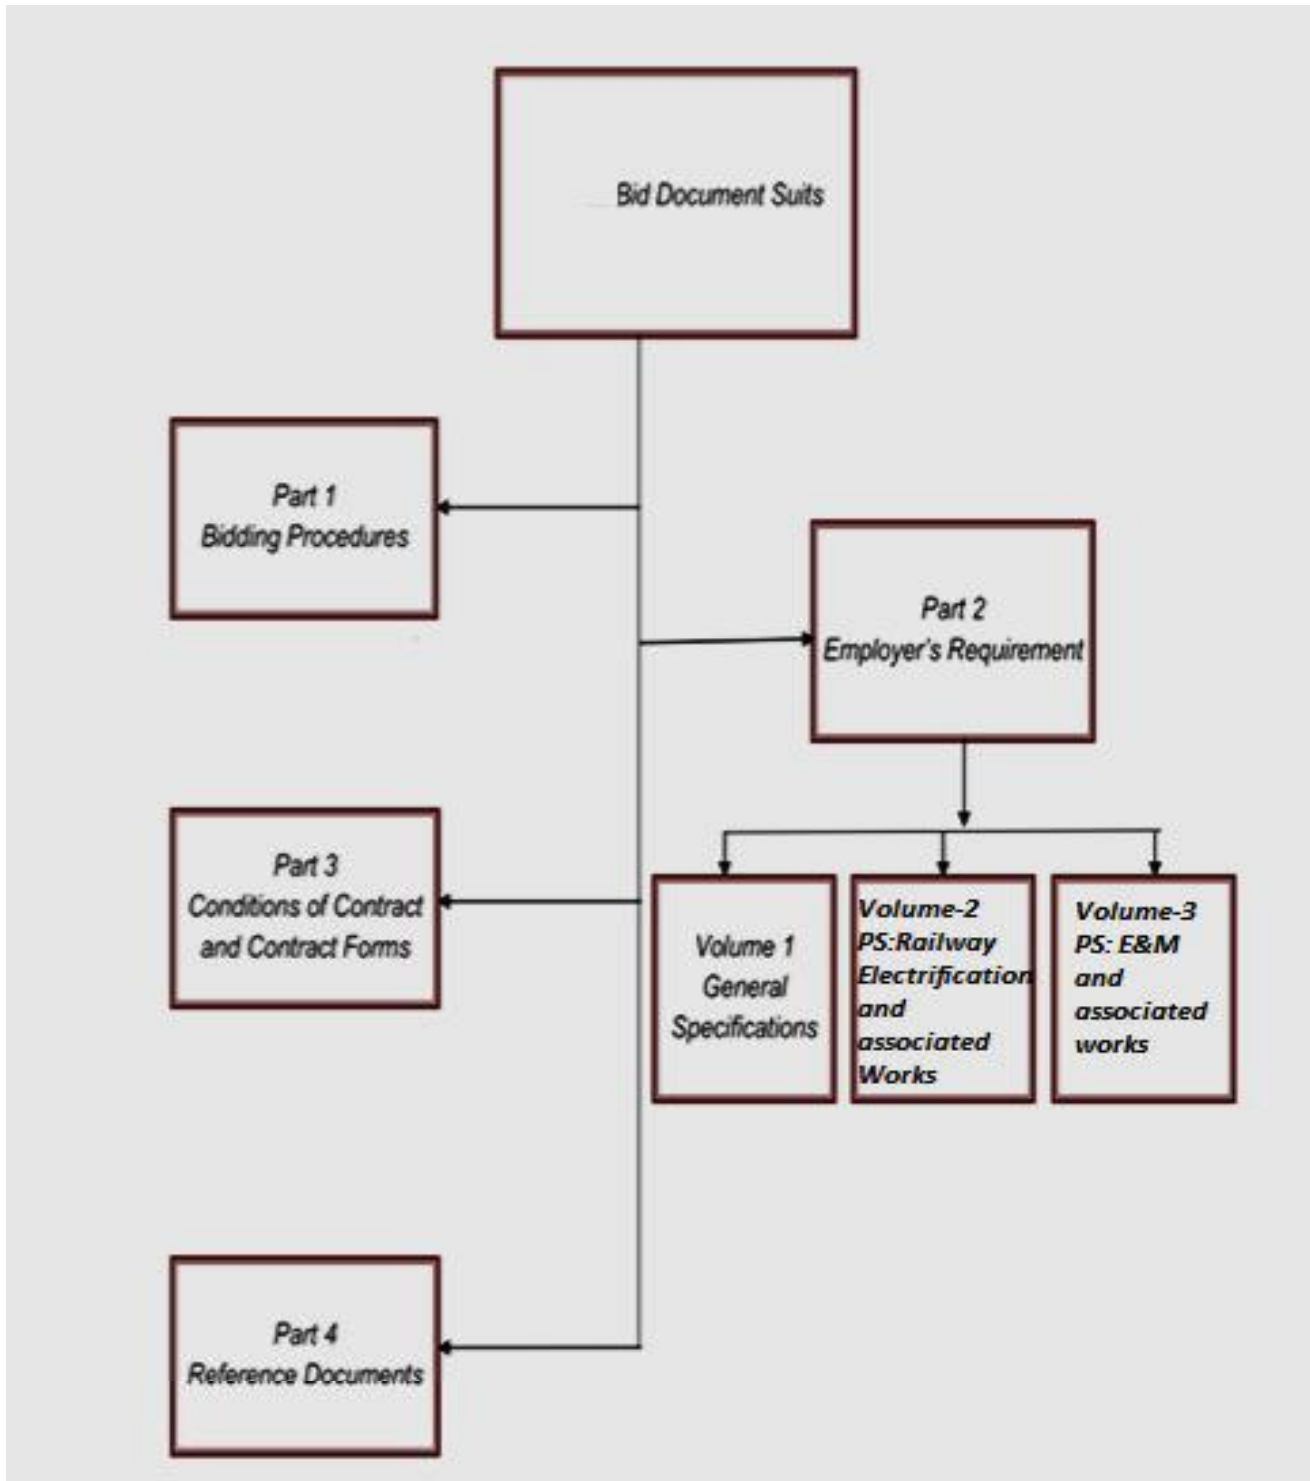 Bid Document Suits
Part 1
Bidding Procedures
Part 2
Employer's Requirement
Part 3
Conditions of Contract
and Contract Forms
Volume 1
General
Specifications
Volume-2
PS:Railway
Electrification
and
associated
Works
Volume-3
PS: E&M
and
associated
works
Part 4
Reference Documents